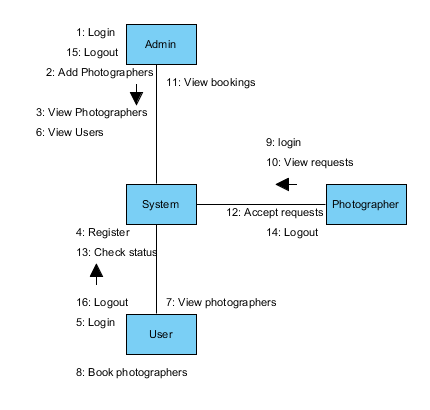 1: Login
Admin
15: Logout
2: Add Photographers
11: View bookings
3: View Photographers
6: View Users
9: login
10: View requests
System
Photographer
12: Accept requests
4: Register
14: Logout
13: Check status
16: Logout
7: View photographers
5: Login
User
8: Book photographers